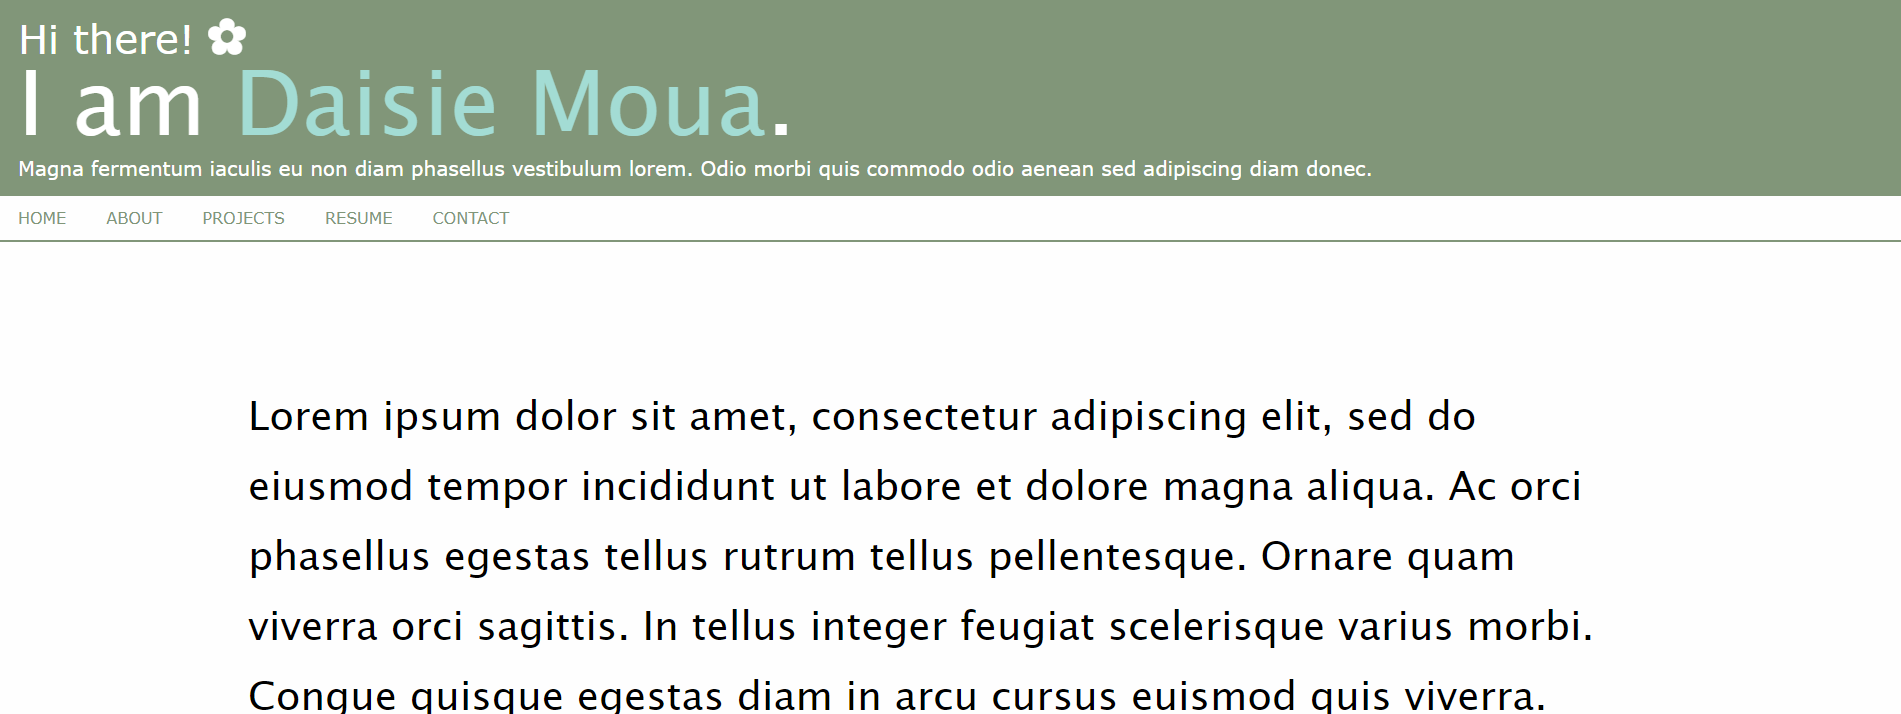 Hi there! ✿
I am Daisie Moua.
Magna fermentum iaculis eu non diam phasellus vestibulum lorem. Odio morbi quis commodo odio aenean sed adipiscing diam donec.
HOME ABOUT PROJECTS RESUME CONTACT
Lorem ipsum dolor sit amet, consectetur adipiscing elit, sed do
eiusmod tempor incididunt ut labore et dolore magna aliqua. Ac orci
phasellus egestas tellus rutrum tellus pellentesque. Ornare quam
viverra orci sagittis. In tellus integer feugiat scelerisque varius morbi.
Congue quisque egestas diam in arcu cursus euismod quis viverra.